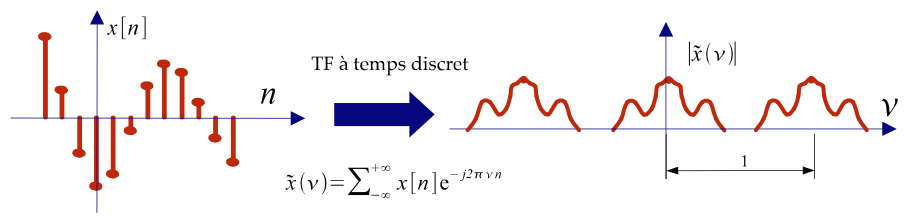 x[n]
n
TF à temps discret
x̃(ν)=∑₋∞⁺∞ x[n]e^{−j2πνn}
|x̃(ν)|
ν
1